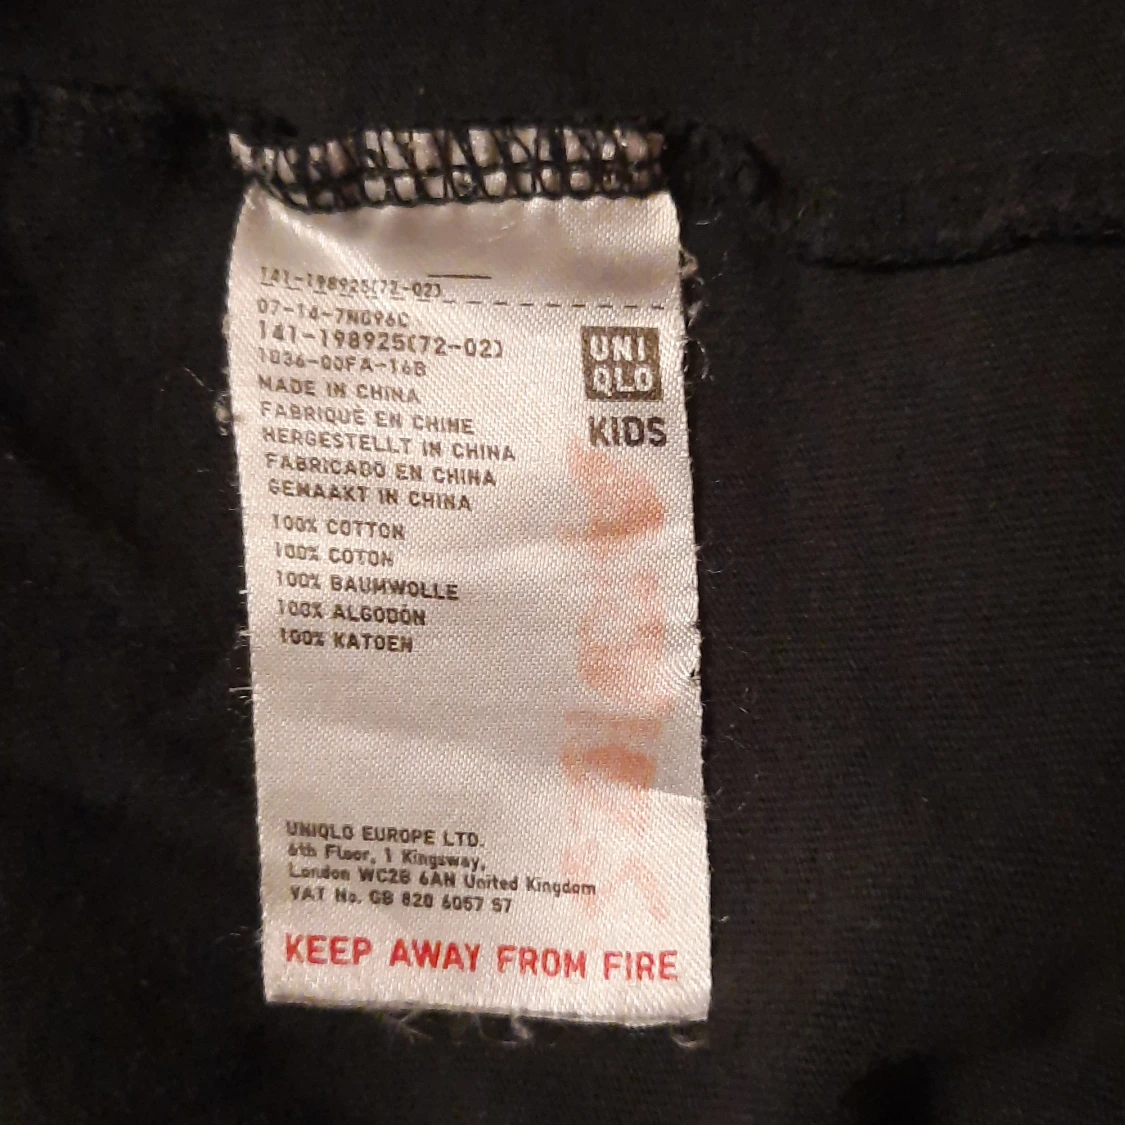 141-198925(72-02)
07-14-7N096C
141-198925(72-02)
1036-00FA-16B
MADE IN CHINA
FABRIQUÉ EN CHINE
HERGESTELLT IN CHINA
FABRICADO EN CHINA
GEMAAKT IN CHINA
100% COTTON
100% COTON
100% BAUMWOLLE
100% ALGODÓN
100% KATOEN
UNI
QLO
KIDS
UNIQLO EUROPE LTD.
6th Floor, 1 Kingsway,
London WC2B 6AN United Kingdom
VAT No. GB 820 6057 57
KEEP AWAY FROM FIRE